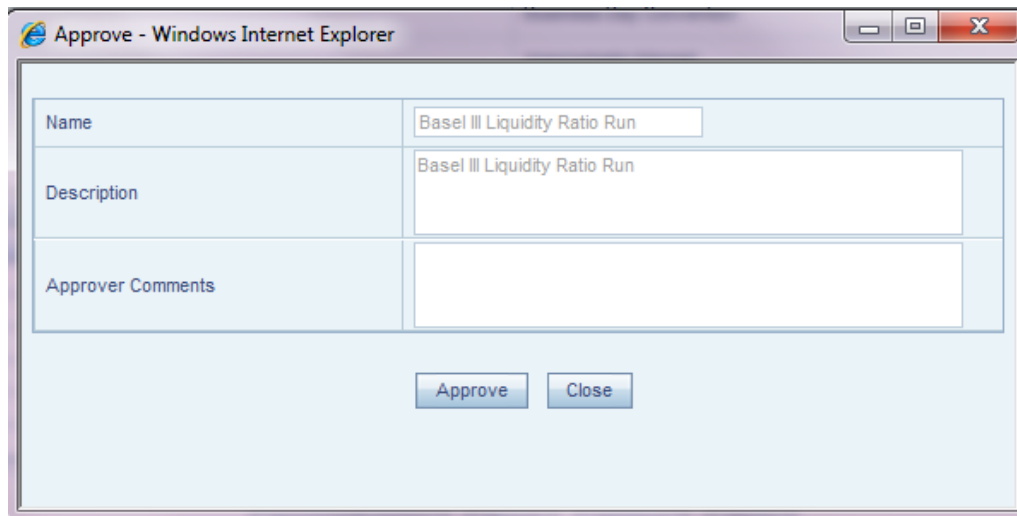 Approve - Windows Internet Explorer
Name
Basel III Liquidity Ratio Run
Description
Basel III Liquidity Ratio Run
Approver Comments
Approve
Close